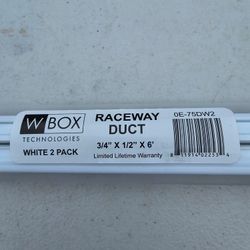 W BOX
TECHNOLOGIES
WHITE 2 PACK
RACEWAY
DUCT
3/4" X 1/2" X 6'
Limited Lifetime Warranty
0E-75DW2